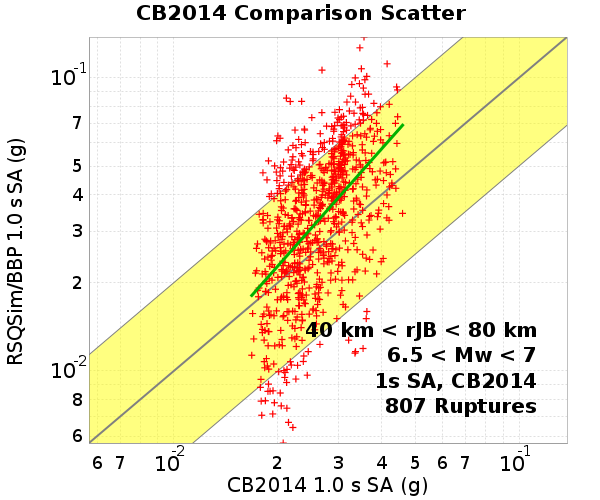 CB2014 Comparison Scatter
RSQSim/BBP 1.0 s SA (g)
10-1
7
5
4
3
2
10-2
8
6
40 km < rJB < 80 km
6.5 < Mw < 7
1s SA, CB2014
807 Ruptures
6 7 10-2 2 3 4 5 6 7 10-1
CB2014 1.0 s SA (g)